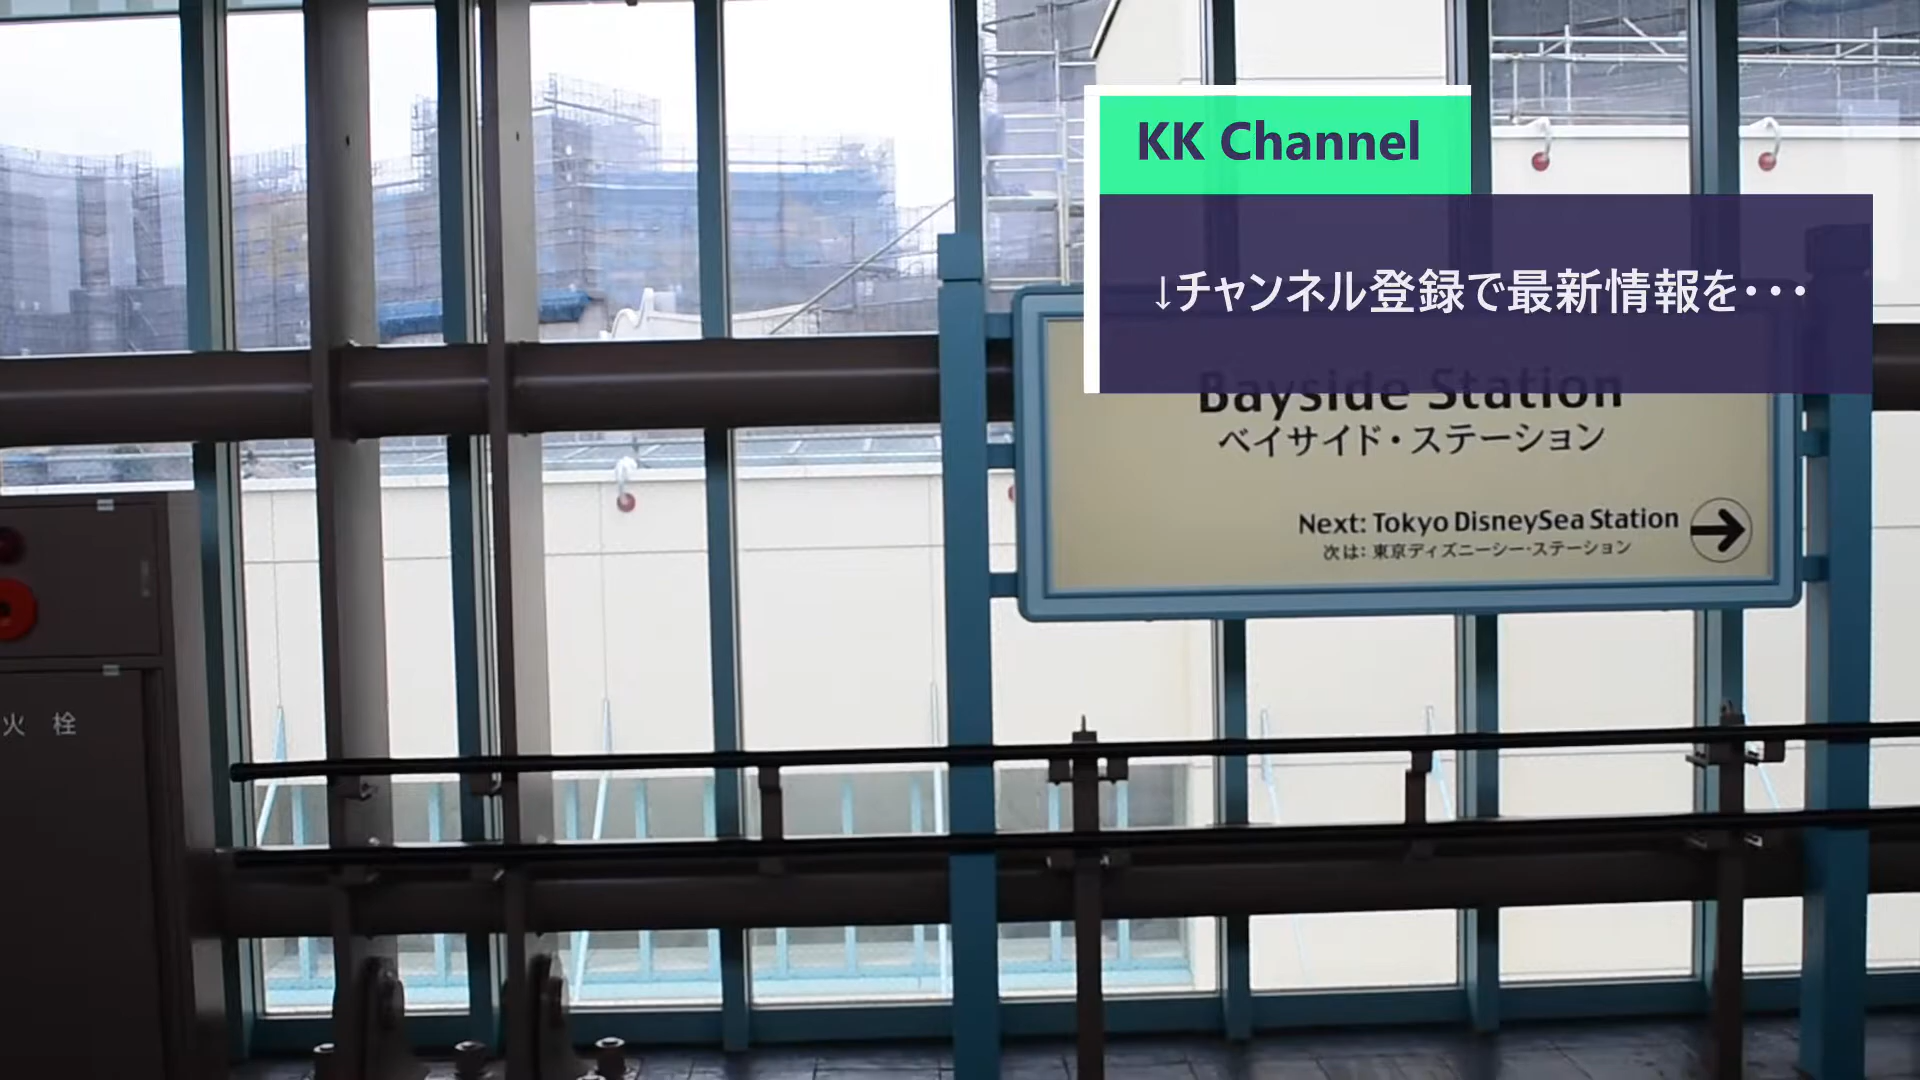 KK Channel
↓チャンネル登録で最新情報を・・・
Bayside Station
ベイサイド・ステーション
Next: Tokyo DisneySea Station
次は: 東京ディズニーシー・ステーション
火 栓